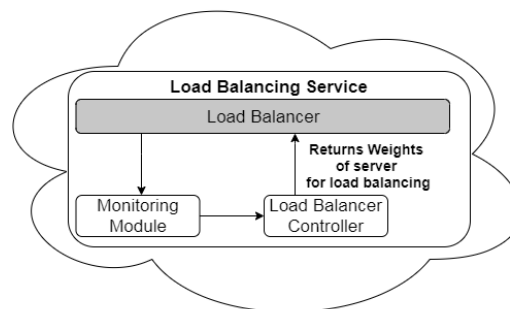 Load Balancing Service
Load Balancer
Returns Weights
of server
for load balancing
Monitoring
Module
Load Balancer
Controller